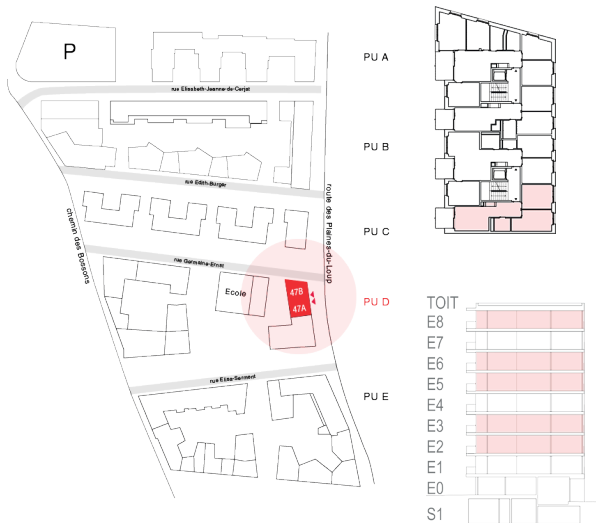 P
PU A
rue Elisabeth-Jeanne-de-Cerjat
PU B
rue Edith-Burger
route des Plaines-du-Loup
chemin des Bossons
PU C
rue Germaine-Ernst
Ecole
47B
47A
PU D
rue Elisa-Serment
PU E
TOIT
E8
E7
E6
E5
E4
E3
E2
E1
E0
S1